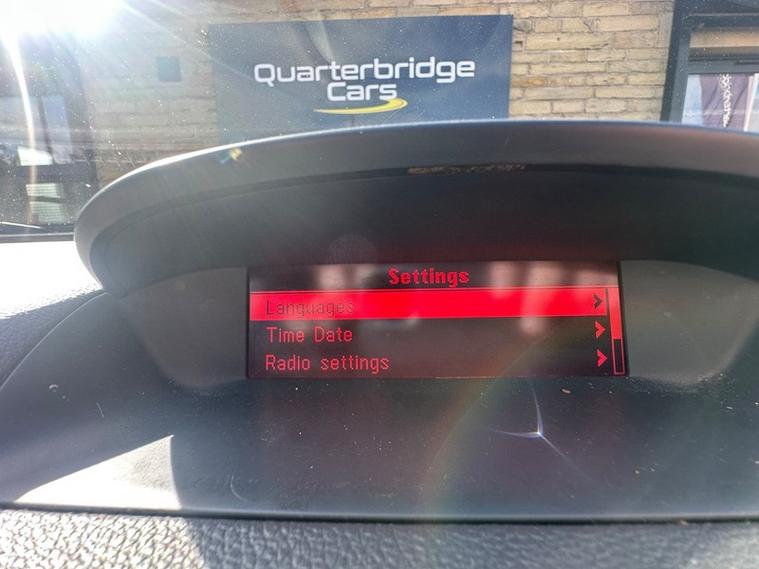 Quarterbridge
Cars
Settings
Languages
Time Date
Radio settings